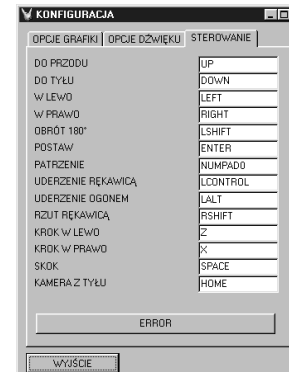 KONFIGURACJA
OPCJE GRAFIKI OPCJE DŹWIĘKU STEROWANIE
DO PRZODU UP
DO TYŁU DOWN
W LEWO LEFT
W PRAWO RIGHT
OBRÓT 180° LSHIFT
POSTAW ENTER
PATRZENIE NUMPAD0
UDERZENIE RĘKAWICĄ LCONTROL
UDERZENIE OGONEM LALT
RZUT RĘKAWICĄ RSHIFT
KROK W LEWO Z
KROK W PRAWO X
SKOK SPACE
KAMERA Z TYŁU HOME
ERROR
WYJŚCIE